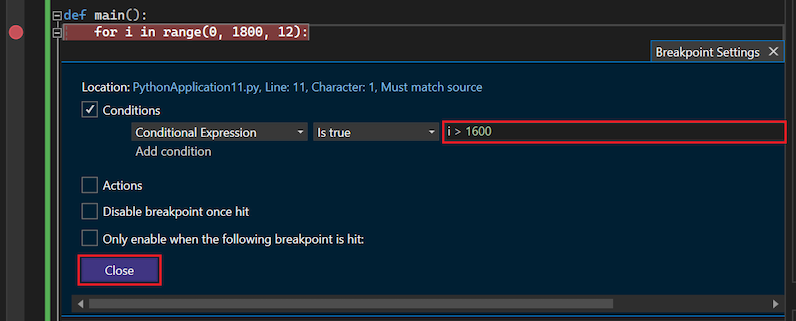 def main():
for i in range(0, 1800, 12):
Breakpoint Settings
Location: PythonApplication11.py, Line: 11, Character: 1, Must match source
Conditions
Conditional Expression Is true i > 1600
Add condition
Actions
Disable breakpoint once hit
Only enable when the following breakpoint is hit:
Close